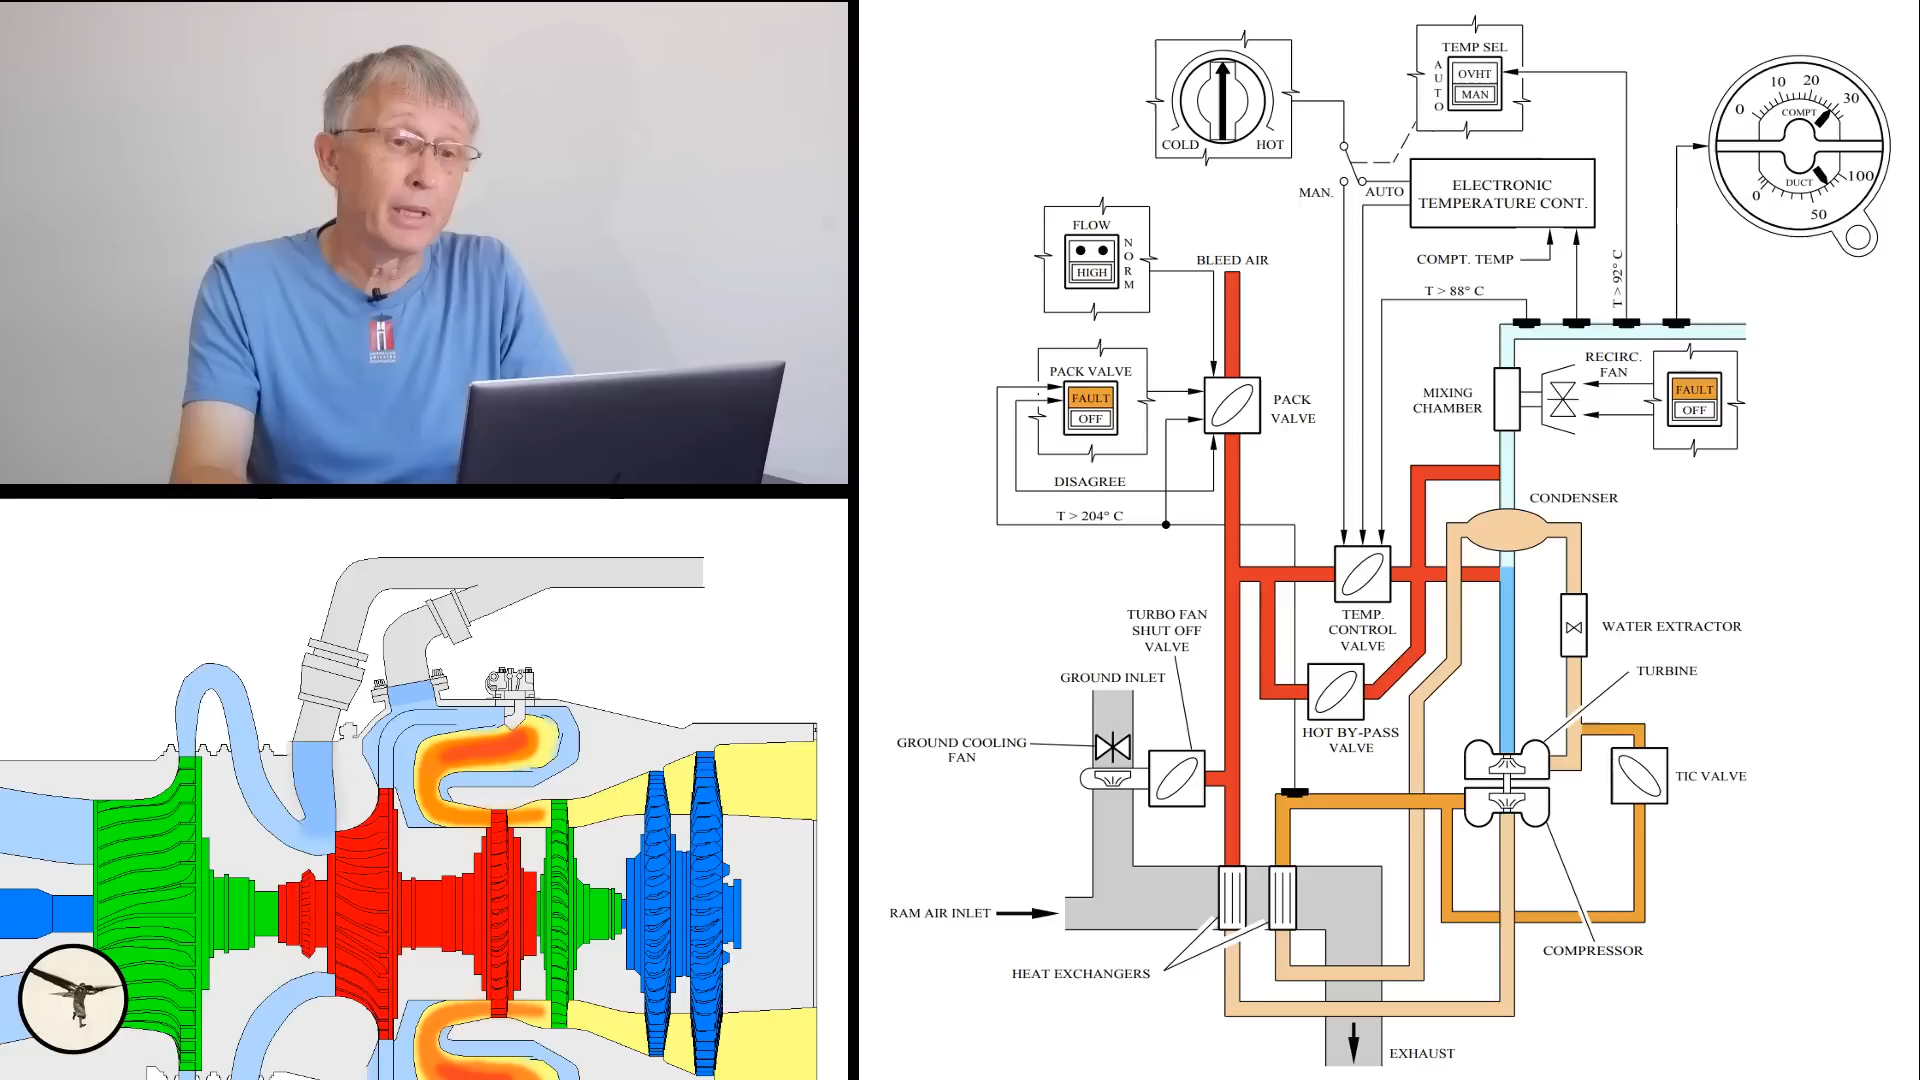 TEMP SEL
A
U
T
O
OVHT
MAN
COLD
HOT
0
10
20
30
COMPT
DUCT
0
50
100
MAN.
AUTO
ELECTRONIC
TEMPERATURE CONT.
FLOW
HIGH
N
O
R
M
BLEED AIR
COMPT. TEMP
T > 92° C
T > 88° C
PACK VALVE
FAULT
OFF
PACK
VALVE
RECIRC.
FAN
FAULT
OFF
MIXING
CHAMBER
DISAGREE
T > 204° C
CONDENSER
TEMP.
CONTROL
VALVE
TURBO FAN
SHUT OFF
VALVE
WATER EXTRACTOR
TURBINE
GROUND INLET
GROUND COOLING
FAN
HOT BY-PASS
VALVE
TIC VALVE
RAM AIR INLET
HEAT EXCHANGERS
COMPRESSOR
EXHAUST